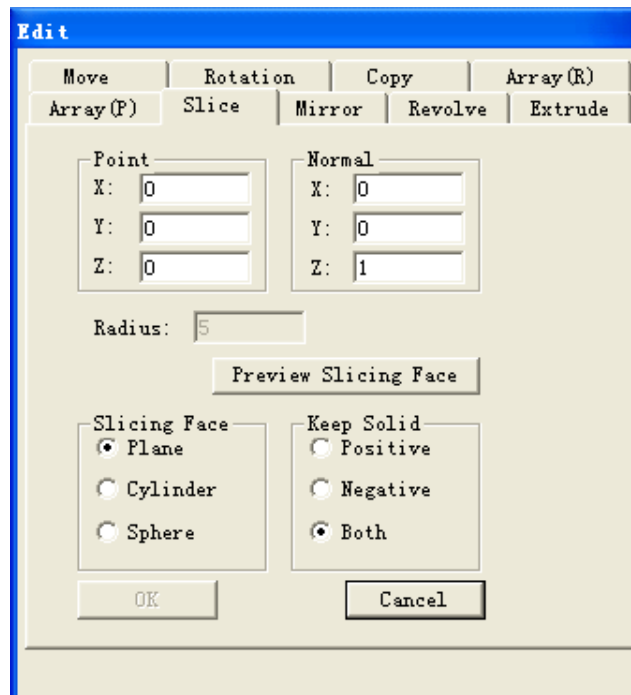 Edit
Move Rotation Copy Array(R)
Array(P) Slice Mirror Revolve Extrude
Point Normal
X: 0 X: 0
Y: 0 Y: 0
Z: 0 Z: 1
Radius: 5
Preview Slicing Face
Slicing Face Keep Solid
Plane Positive
Cylinder Negative
Sphere Both
OK Cancel